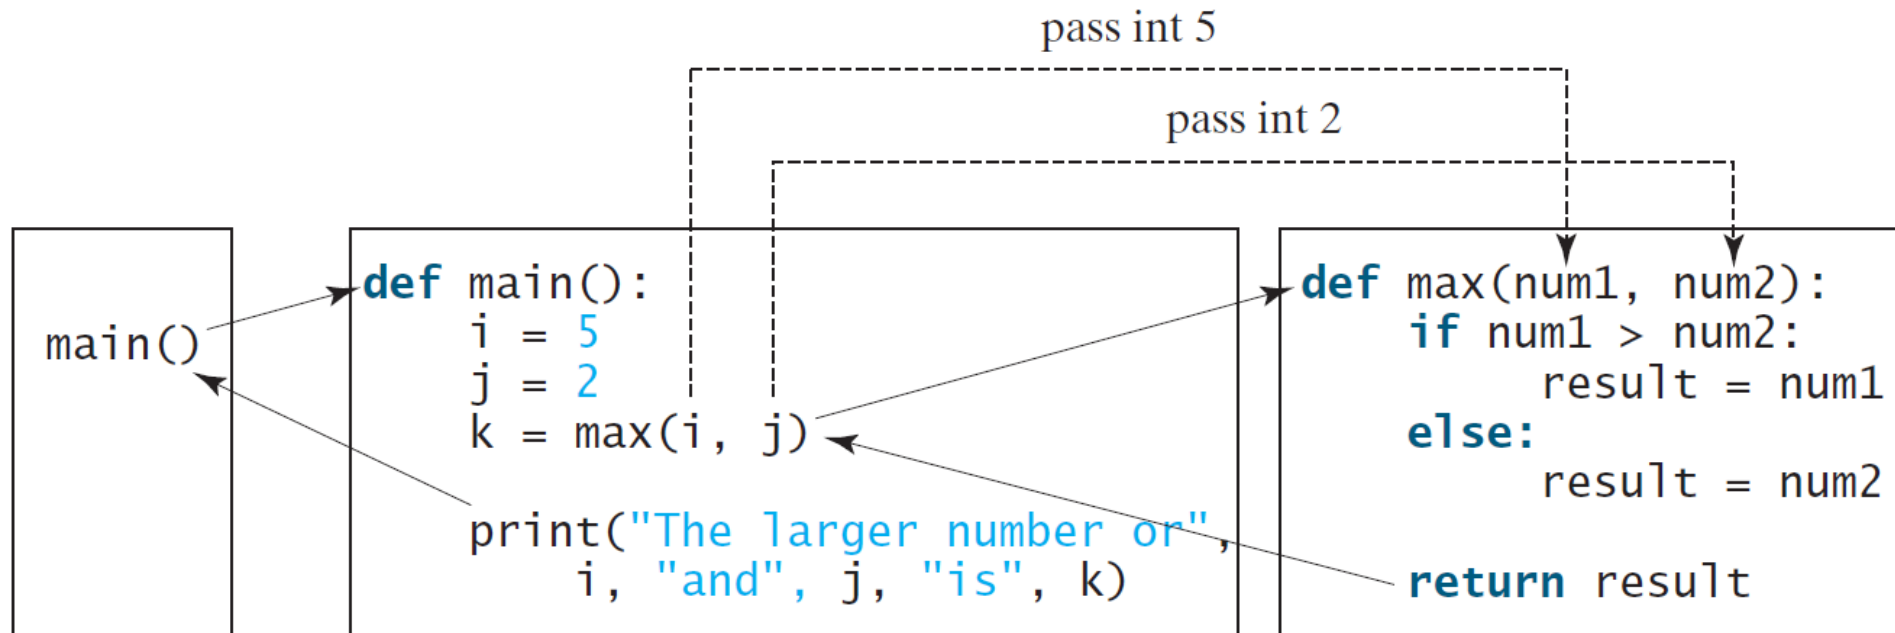 pass int 5
pass int 2
main()
def main():
    i = 5
    j = 2
    k = max(i, j)
    print("The larger number or",
        i, "and", j, "is", k)
def max(num1, num2):
    if num1 > num2:
        result = num1
    else:
        result = num2
    return result